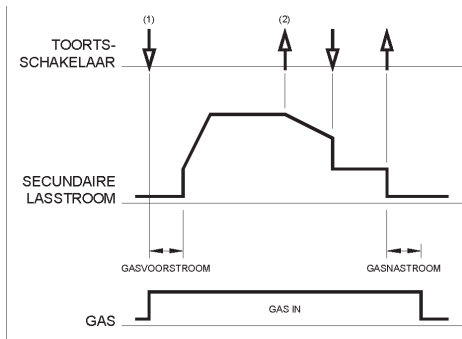 (1)
(2)
TOORTS-
SCHAKELAAR
SECUNDAIRE
LASSTROOM
GASVOORSTROOM
GASNASTROOM
GAS IN
GAS